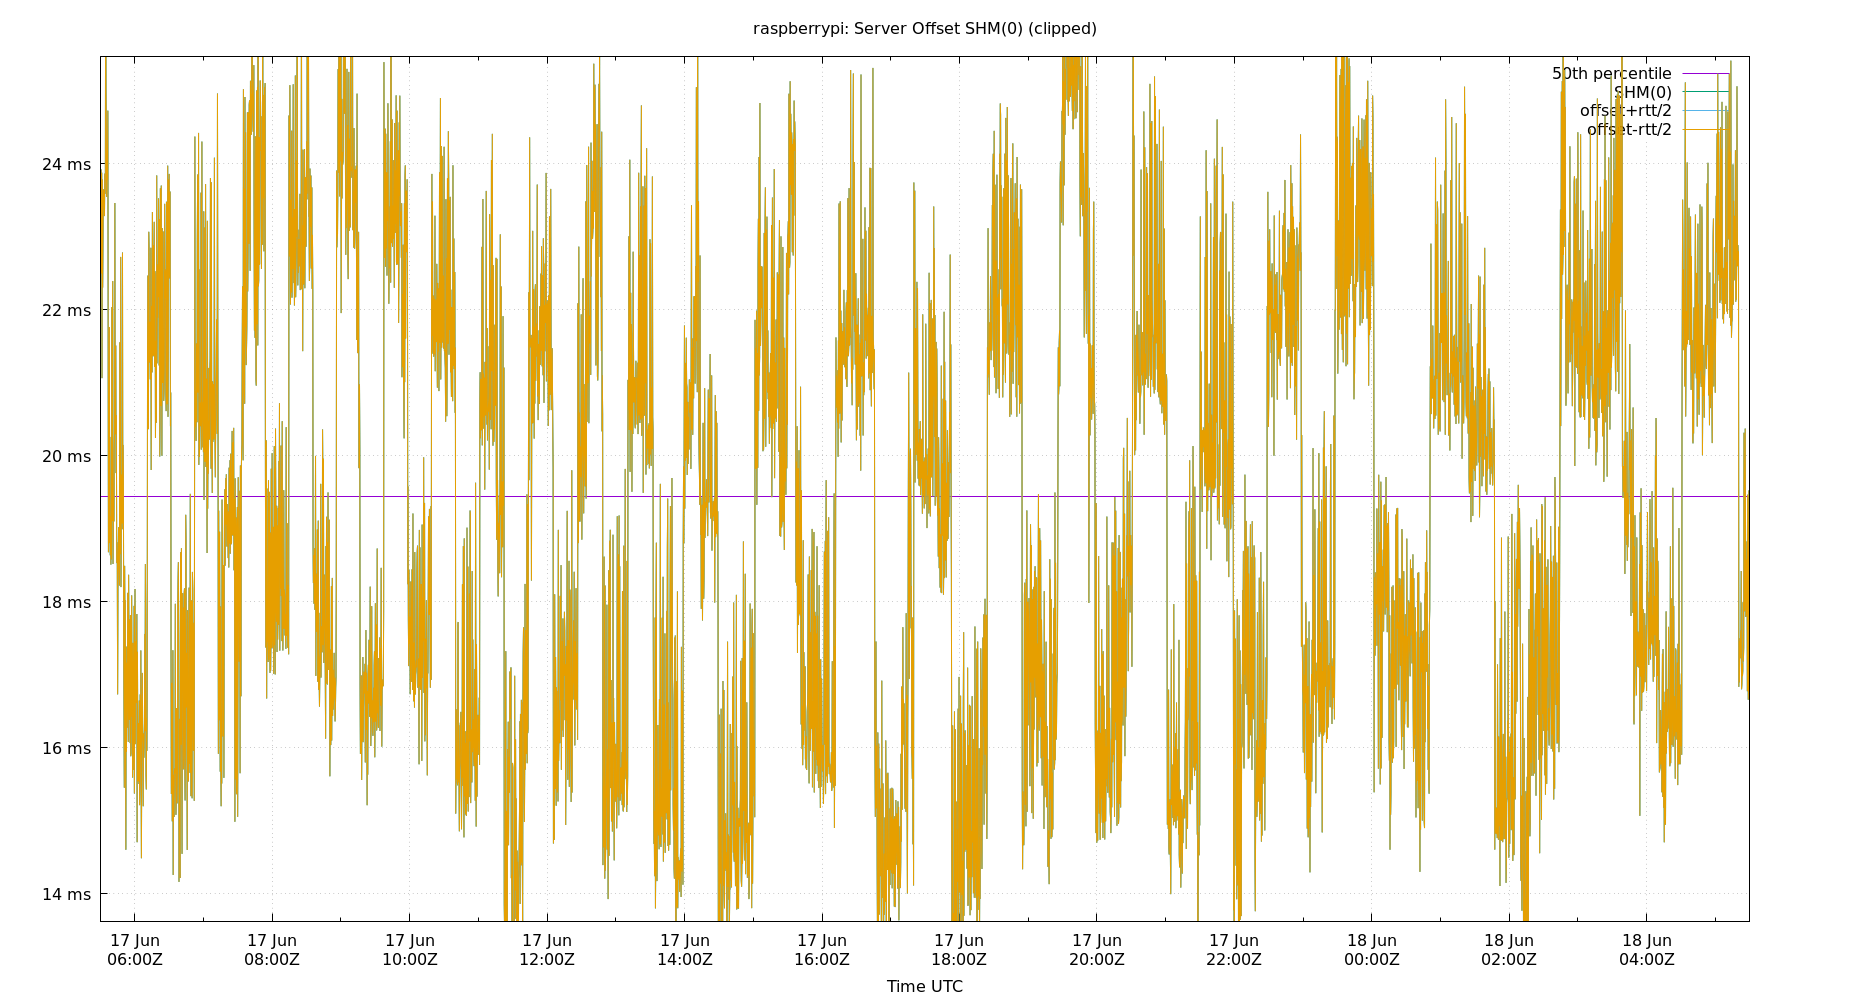 raspberrypi: Server Offset SHM(0) (clipped)
50th percentile
SHM(0)
offset+rtt/2
offset-rtt/2
24 ms
22 ms
20 ms
18 ms
16 ms
14 ms
17 Jun 17 Jun 17 Jun 17 Jun 17 Jun 17 Jun 17 Jun 17 Jun 17 Jun 18 Jun 18 Jun 18 Jun
06:00Z 08:00Z 10:00Z 12:00Z 14:00Z 16:00Z 18:00Z 20:00Z 22:00Z 00:00Z 02:00Z 04:00Z
Time UTC